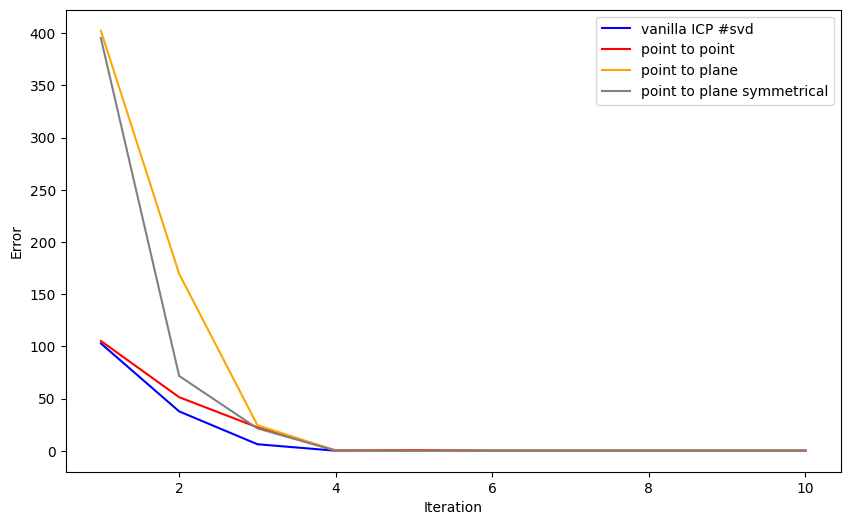 vanilla ICP #svd
point to point
point to plane
point to plane symmetrical
400
350
300
250
200
150
100
50
0
Error
2 4 6 8 10
Iteration